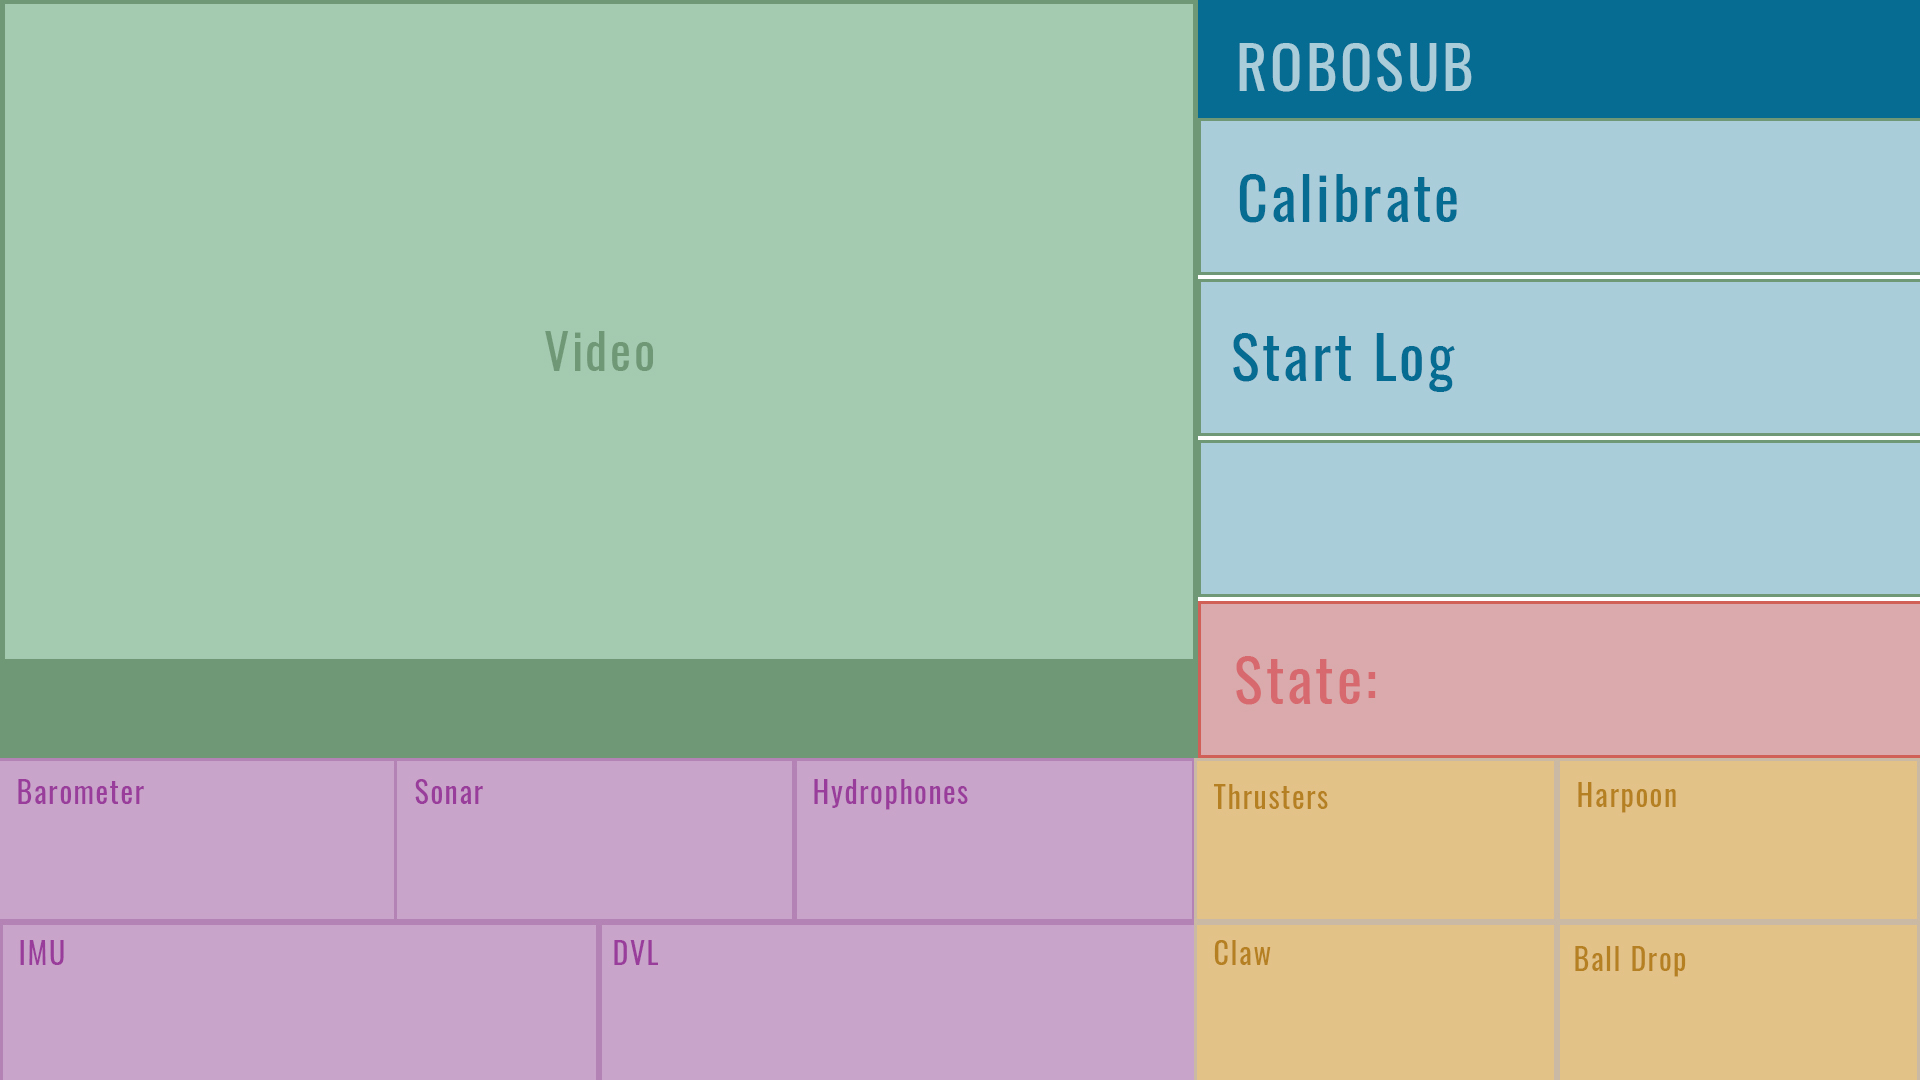 ROBOSUB
Calibrate
Video
Start Log
State:
Barometer
Sonar
Hydrophones
Thrusters
Harpoon
IMU
DVL
Claw
Ball Drop